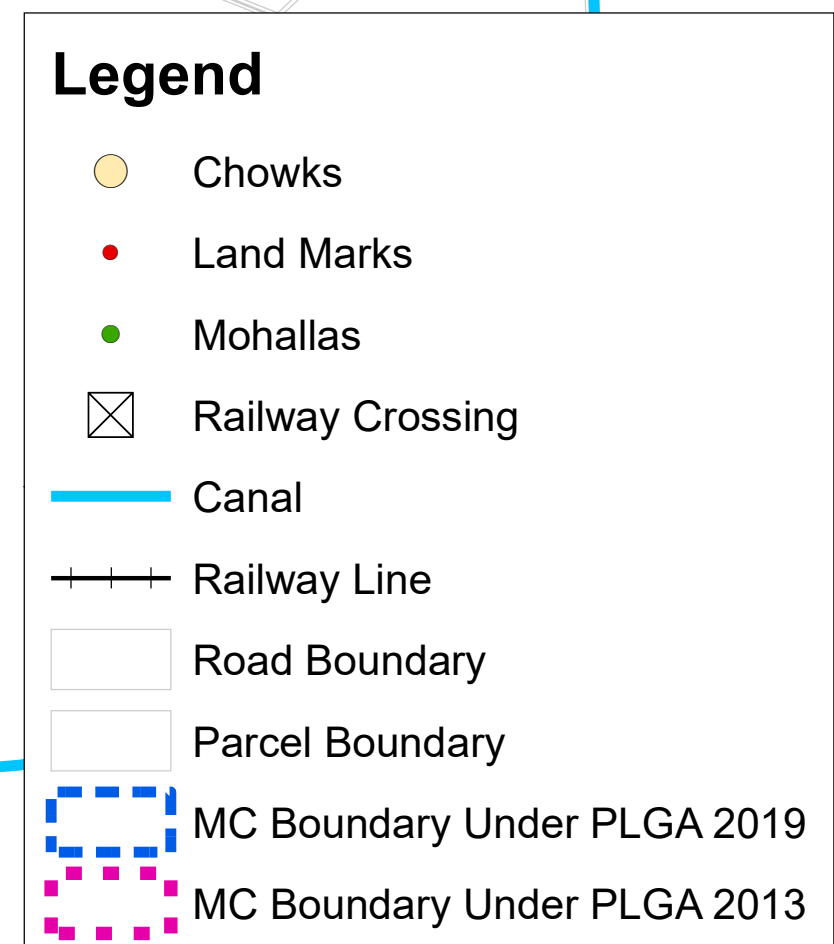 Legend
Chowks
Land Marks
Mohallas
Railway Crossing
Canal
Railway Line
Road Boundary
Parcel Boundary
MC Boundary Under PLGA 2019
MC Boundary Under PLGA 2013